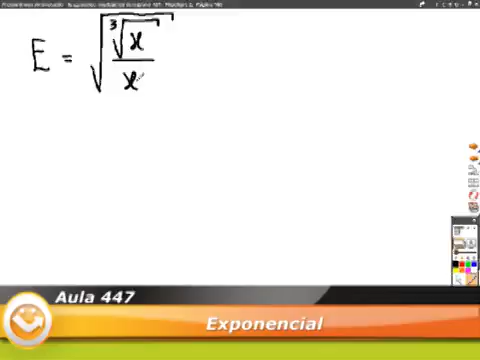 E = √(∛x / x)
Aula 447
Exponencial